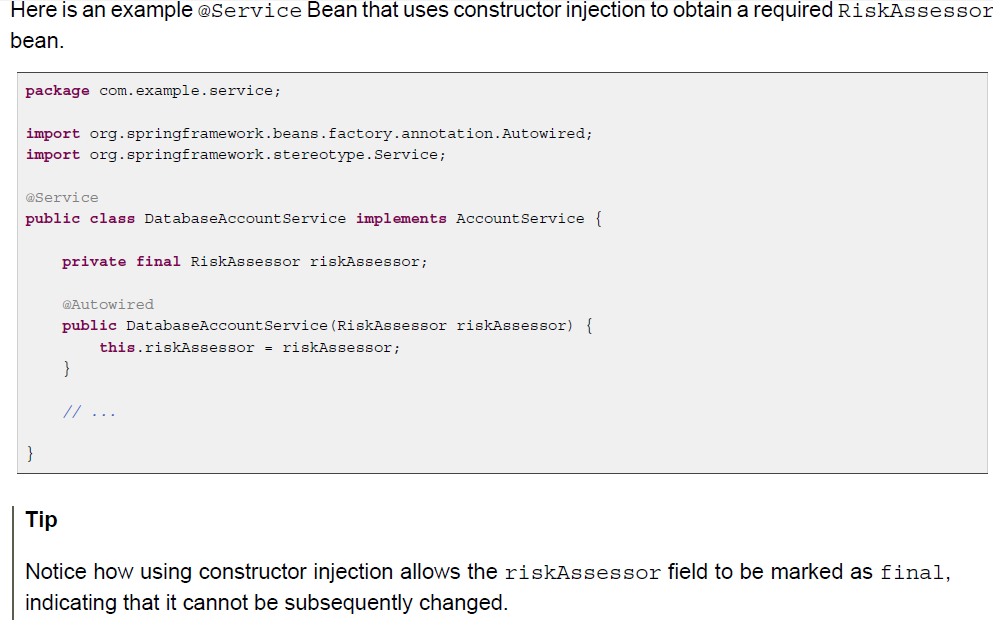 Here is an example @Service Bean that uses constructor injection to obtain a required RiskAssessor
bean.
package com.example.service;
import org.springframework.beans.factory.annotation.Autowired;
import org.springframework.stereotype.Service;
@Service
public class DatabaseAccountService implements AccountService {
private final RiskAssessor riskAssessor;
@Autowired
public DatabaseAccountService(RiskAssessor riskAssessor) {
this.riskAssessor = riskAssessor;
}
// ...
}
Tip
Notice how using constructor injection allows the riskAssessor field to be marked as final,
indicating that it cannot be subsequently changed.